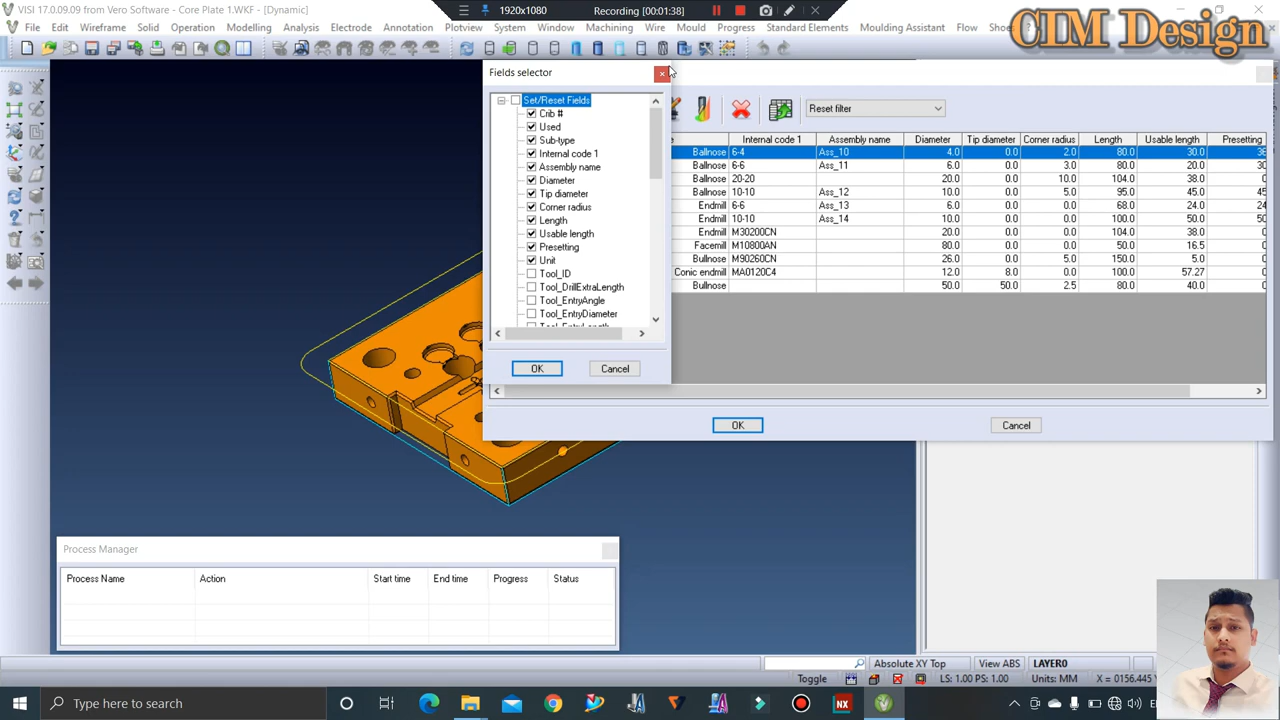 VISI 17.0.09.09 from Vero Software - Core Plate 1.WKF - [Dynamic]
1920x1080
Recording [00:01:38]
CIM Design
File Edit Wireframe Solid Operation Modelling Analysis Electrode Annotation Plotview System Window Machining Wire Mould Progress Standard Elements Moulding Assistant Flow
Fields selector
Reset filter
Set/Reset Fields
Crib #
Used
Sub-type
Internal code 1
Assembly name
Diameter
Tip diameter
Corner radius
Length
Usable length
Presetting
Unit
Tool_ID
Tool_DrillExtraLength
Tool_EntryAngle
Tool_EntryDiameter
Tool_EntryLength
OK Cancel
Internal code 1 Assembly name Diameter Tip diameter Corner radius Length Usable length Presetting
Ballnose 6-4 Ass_10 4.0 0.0 2.0 80.0 30.0
Ballnose 6-6 Ass_11 6.0 0.0 3.0 80.0 20.0
Ballnose 20-20 20.0 0.0 10.0 104.0 38.0
Ballnose 10-10 Ass_12 10.0 0.0 5.0 95.0 45.0
Endmill 6-6 Ass_13 6.0 0.0 0.0 68.0 24.0
Endmill 10-10 Ass_14 10.0 0.0 0.0 100.0 50.0
Endmill M30200CN 20.0 0.0 0.0 104.0 38.0
Facemill M10800AN 80.0 0.0 0.0 50.0 16.5
Bullnose M90260CN 26.0 0.0 5.0 150.0 5.0
Conic endmill MA0120C4 12.0 8.0 0.0 100.0 57.27
Bullnose 50.0 50.0 2.5 80.0 40.0
OK Cancel
Process Manager
Process Name Action Start time End time Progress Status
Absolute XY Top View ABS LAYER0
Toggle LS: 1.00 PS: 1.00 Units: MM X = 0156.445
Type here to search
NX